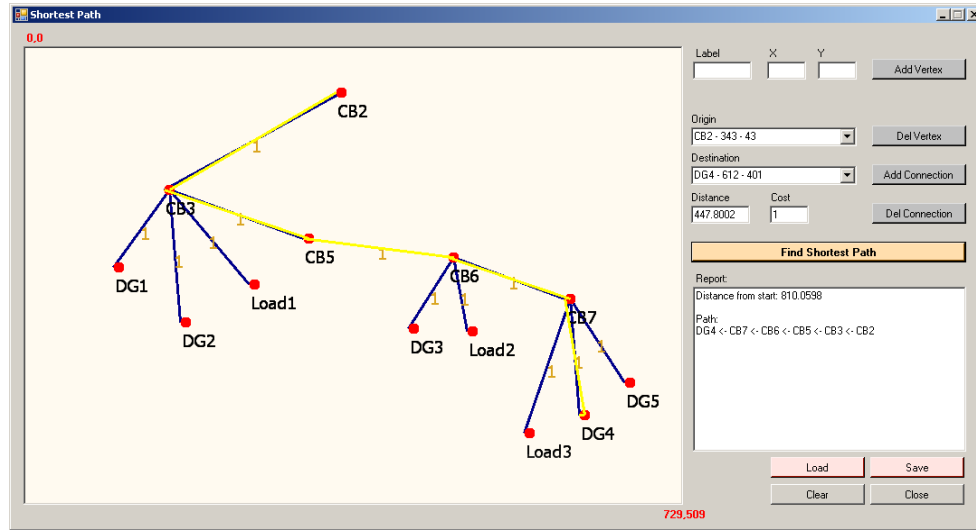 Shortest Path
0,0
CB2
1
CB3
1
1
1
1
CB5
1
DG1
Load1
DG2
CB6
1
1
1
DG3
Load2
CB7
1
1
1
DG5
DG4
Load3
729,509
Label X Y
Add Vertex
Origin
CB2 - 343 - 43
Del Vertex
Destination
DG4 - 612 - 401
Add Connection
Distance Cost
447.8002 1
Del Connection
Find Shortest Path
Report:
Distance from start: 810.0598
Path:
DG4 <- CB7 <- CB6 <- CB5 <- CB3 <- CB2
Load Save
Clear Close